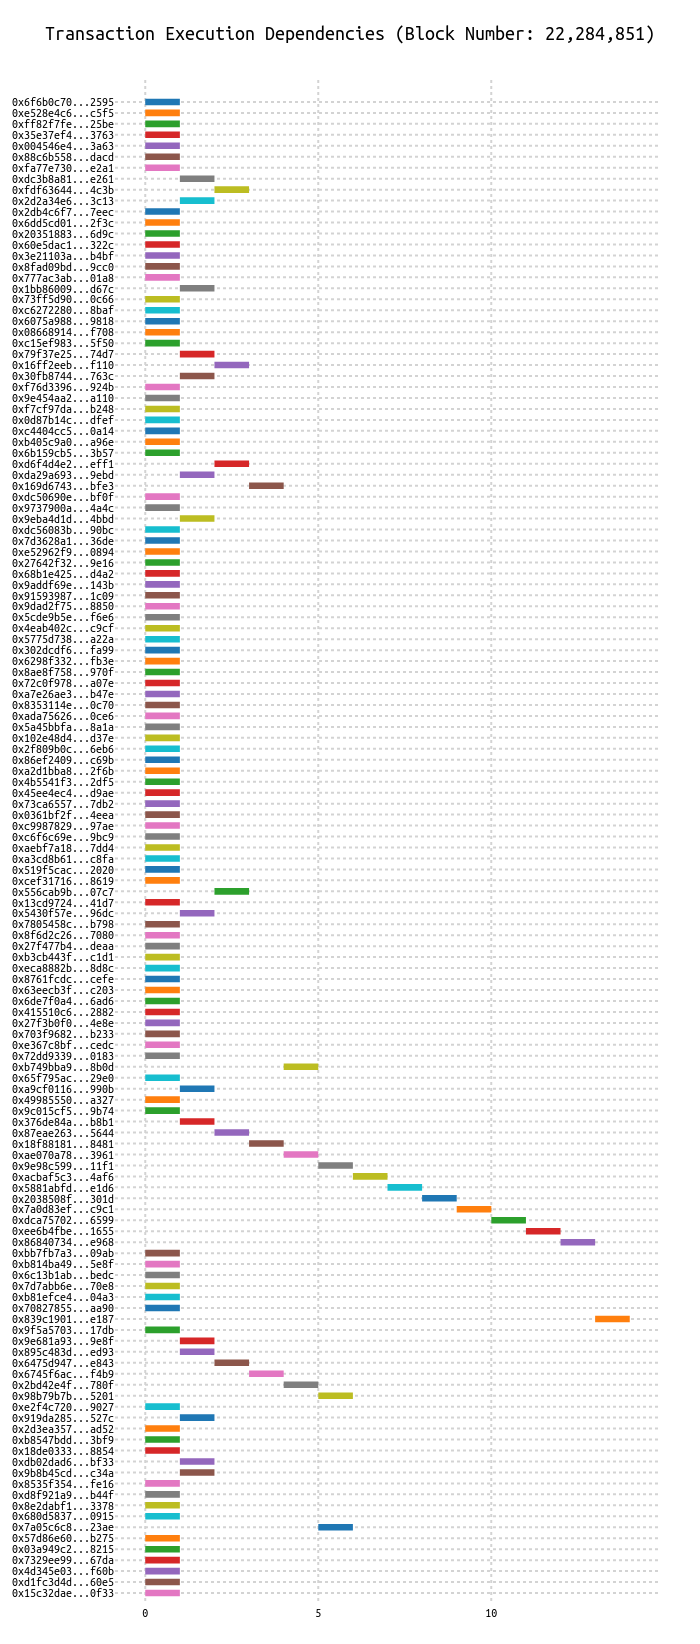 Transaction Execution Dependencies (Block Number: 22,284,851)
0x6f6b0c70...2595
0xe528e4c6...c5f5
0xff82f7fe...25be
0x35e37ef4...3763
0x004546e4...3a63
0x88c6b558...dacd
0xfa77e730...e2a1
0xdc3b8a81...e261
0xfdf63644...4c3b
0x2d2a34e6...3c13
0x2db4c6f7...7eec
0x6dd5cd01...2f3c
0x20351883...6d9c
0x60e5dac1...322c
0x3e21103a...b4bf
0x8fad09bd...9cc0
0x777ac3ab...01a8
0x1bb86009...d67c
0x73ff5d90...0c66
0xc6272280...8baf
0x6075a988...9818
0x08668914...f708
0xc15ef983...5f50
0x79f37e25...74d7
0x16ff2eeb...f110
0x30fb8744...763c
0xf76d3396...924b
0x9e454aa2...a110
0xf7cf97da...b248
0x0d87b14c...dfef
0xc4404cc5...0a14
0xb405c9a0...a96e
0x6b159cb5...3b57
0xd6f4d4e2...eff1
0xda29a693...9ebd
0x169d6743...bfe3
0xdc50690e...bf0f
0x9737900a...4a4c
0x9eba4d1d...4bbd
0xdc56083b...90bc
0x7d3628a1...36de
0xe52962f9...0894
0x27642f32...9e16
0x68b1e425...d4a2
0x9addf69e...143b
0x91593987...1c09
0x9dad2f75...8850
0x5cde9b5e...f6e6
0x4eab402c...c9cf
0x5775d738...a22a
0x302dcdf6...fa99
0x6298f332...fb3e
0x8ae8f758...970f
0x72c0f978...a07e
0xa7e26ae3...b47e
0x8353114e...0c70
0xada75626...0ce6
0x5a45bbfa...8a1a
0x102e48d4...d37e
0x2f809b0c...6eb6
0x86ef2409...c69b
0xa2d1bba8...2f6b
0x4b5541f3...2df5
0x45ee4ec4...d9ae
0x73ca6557...7db2
0x0361bf2f...4eea
0xc9987829...97ae
0xc6f6c69e...9bc9
0xaebf7a18...7dd4
0xa3cd8b61...c8fa
0x519f5cac...2020
0xcef31716...8619
0x556cab9b...07c7
0x13cd9724...41d7
0x5430f57e...96dc
0x7805458c...b798
0x8f6d2c26...7080
0x27f477b4...deaa
0xb3cb443f...c1d1
0xeca8882b...8d8c
0x8761fcdc...cefe
0x63eecb3f...c203
0x6de7f0a4...6ad6
0x415510c6...2882
0x27f3b0f0...4e8e
0x703f9682...b233
0xe367c8bf...cedc
0x72dd9339...0183
0xb749bba9...8b0d
0x65f795ac...29e0
0xa9cf0116...990b
0x49985550...a327
0x9c015cf5...9b74
0x376de84a...b8b1
0x87eae263...5644
0x18f88181...8481
0xae070a78...3961
0x9e98c599...11f1
0xacbaf5c3...4af6
0x5881abfd...e1d6
0x2038508f...301d
0x7a0d83ef...c9c1
0xdca75702...6599
0xee6b4fbe...1655
0x86840734...e968
0xbb7fb7a3...09ab
0xb814ba49...5e8f
0x6c13b1ab...bedc
0x7d7abb6e...70e8
0xb81efce4...04a3
0x70827855...aa90
0x839c1901...e187
0x9f5a5703...17db
0x9e681a93...9e8f
0x895c483d...ed93
0x6475d947...e843
0x6745f6ac...f4b9
0x2bd42e4f...780f
0x98b79b7b...5201
0xe2f4c720...9027
0x919da285...527c
0x2d3ea357...ad52
0xb8547bdd...3bf9
0x18de0333...8854
0xdb02dad6...bf33
0x9b8b45cd...c34a
0x8535f354...fe16
0xd8f921a9...b44f
0x8e2dabf1...3378
0x680d5837...0915
0x7a05c6c8...23ae
0x57d86e60...b275
0x03a949c2...8215
0x7329ee99...67da
0x4d345e03...f60b
0xd1fc3d4d...60e5
0x15c32dae...0f33
0 5 10